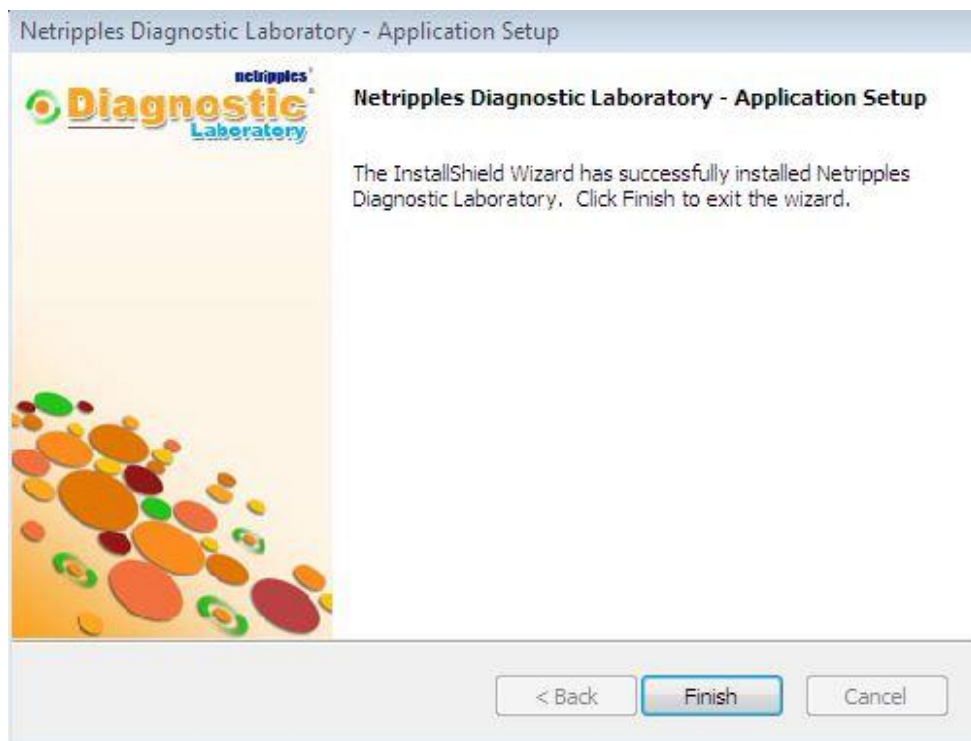 Netripples Diagnostic Laboratory - Application Setup
netripples
Diagnostic
Laboratory
Netripples Diagnostic Laboratory - Application Setup
The InstallShield Wizard has successfully installed Netripples
Diagnostic Laboratory. Click Finish to exit the wizard.
< Back
Finish
Cancel